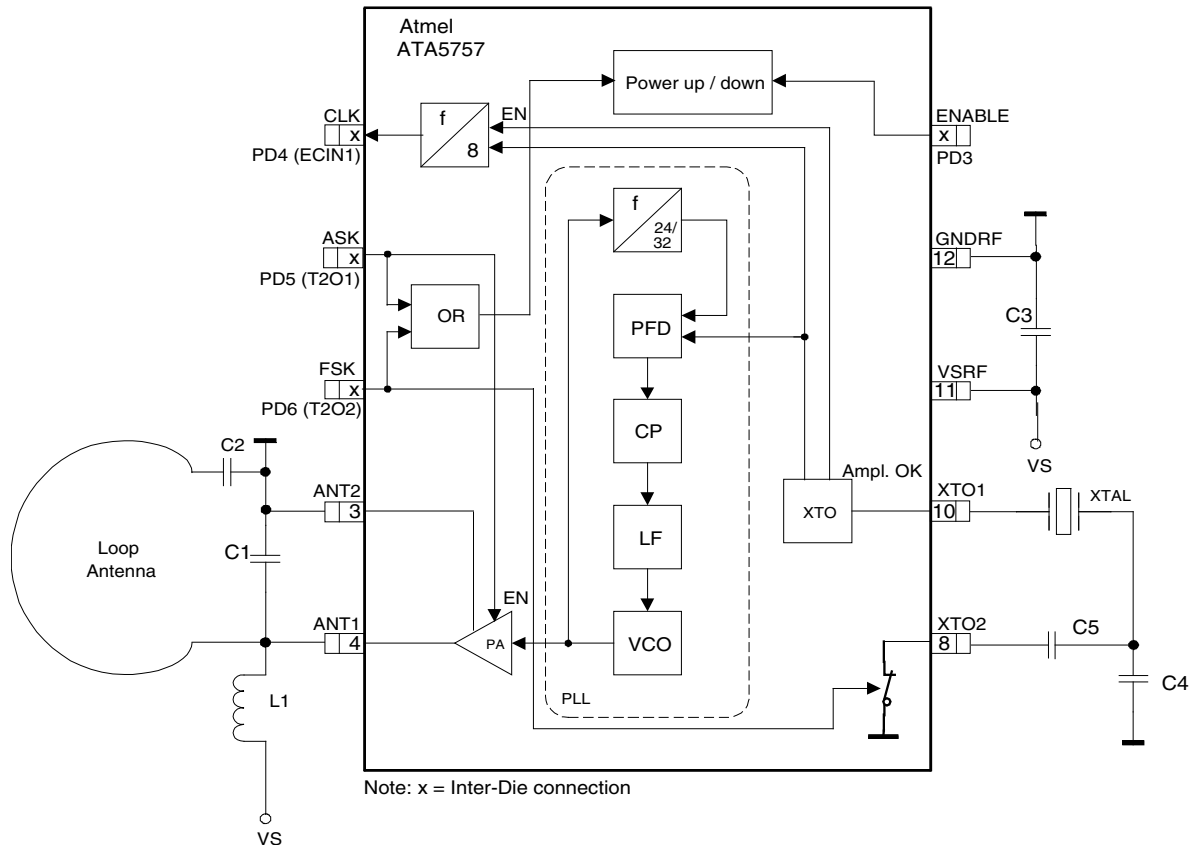 Atmel
ATA5757
Power up / down
CLK
x
PD4 (ECIN1)
f
8
EN
ENABLE
x
PD3
f
24/
32
ASK
x
PD5 (T2O1)
OR
GNDRF
12
C3
PFD
FSK
x
PD6 (T2O2)
VSRF
11
VS
CP
C2
Ampl. OK
XTO
XTO1
10
XTAL
ANT2
3
Loop
Antenna
C1
LF
EN
ANT1
4
PA
VCO
XTO2
8
C5
C4
L1
PLL
VS
Note: x = Inter-Die connection